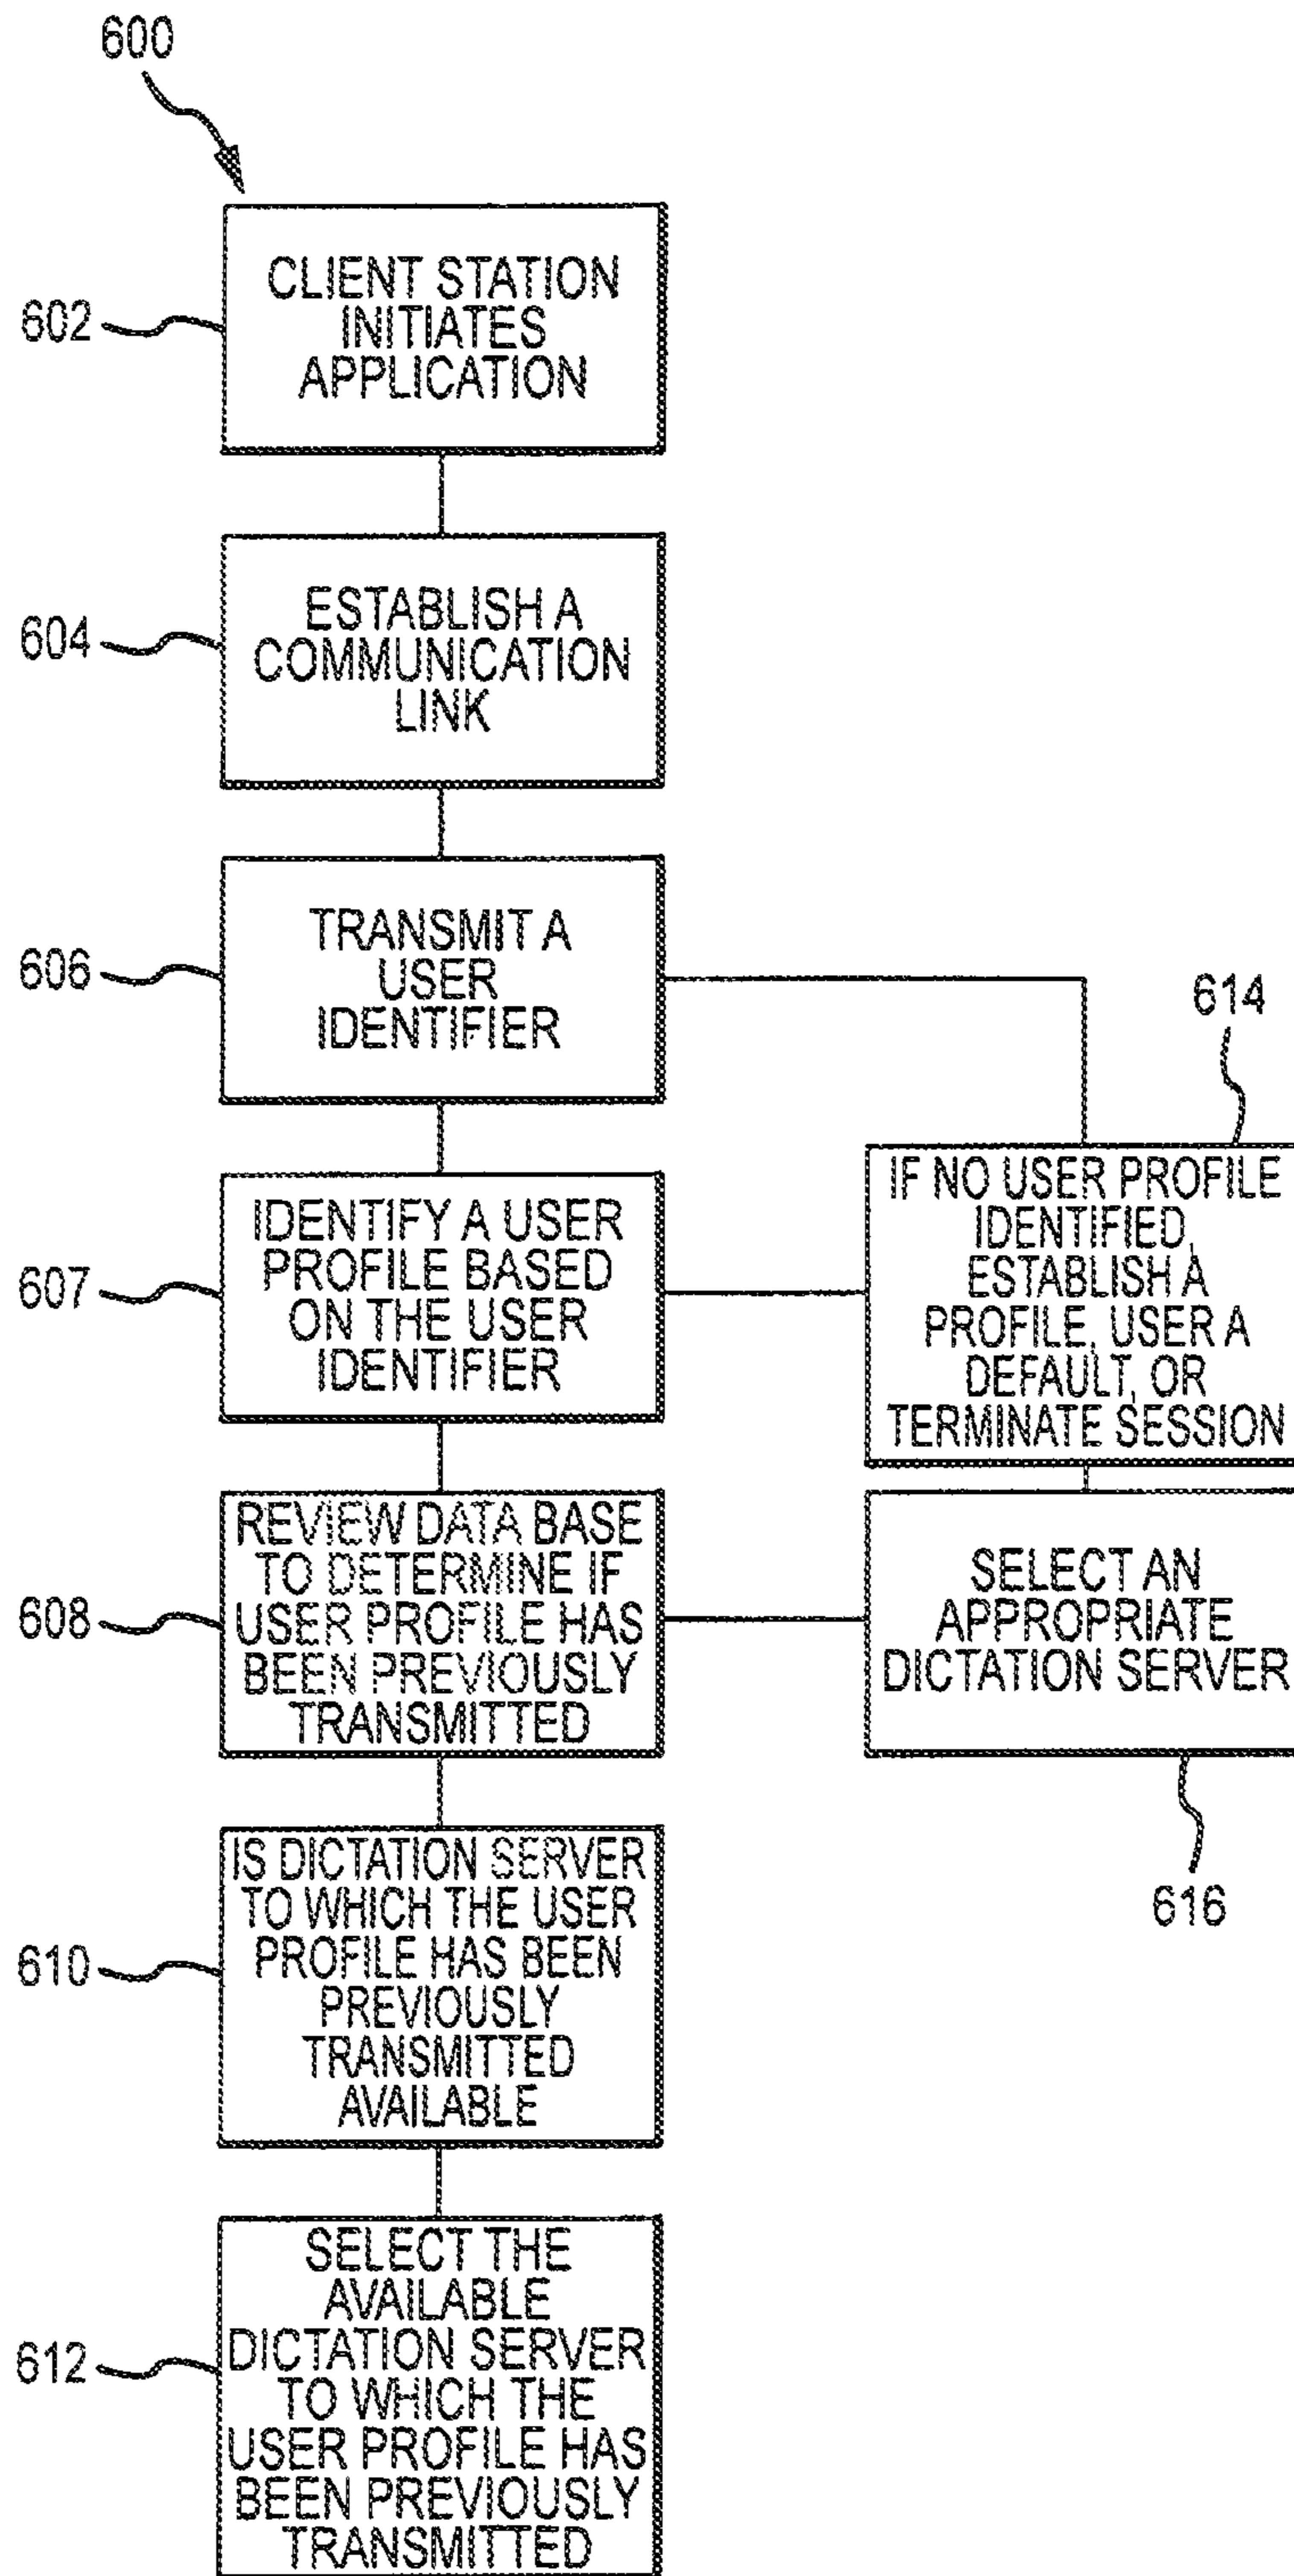 600
602
CLIENT STATION
INITIATES
APPLICATION
604
ESTABLISH A
COMMUNICATION
LINK
606
TRANSMIT A
USER
IDENTIFIER
614
607
IDENTIFY A USER
PROFILE BASED
ON THE USER
IDENTIFIER
IF NO USER PROFILE
IDENTIFIED,
ESTABLISH A
PROFILE, USER A
DEFAULT, OR
TERMINATE SESSION
608
REVIEW DATA BASE
TO DETERMINE IF
USER PROFILE HAS
BEEN PREVIOUSLY
TRANSMITTED
SELECT AN
APPROPRIATE
DICTATION SERVER
616
610
IS DICTATION SERVER
TO WHICH THE USER
PROFILE HAS BEEN
PREVIOUSLY
TRANSMITTED
AVAILABLE
612
SELECT THE
AVAILABLE
DICTATION SERVER
TO WHICH THE
USER PROFILE HAS
BEEN PREVIOUSLY
TRANSMITTED